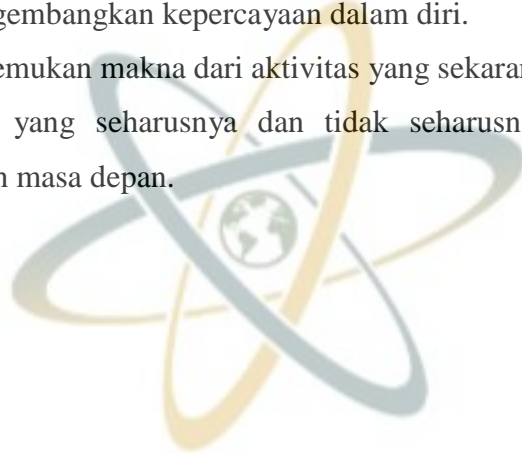 gembangkan kepercayaan dalam diri.
emukan makna dari aktivitas yang sekaran
yang seharusnya dan tidak seharusn
n masa depan.